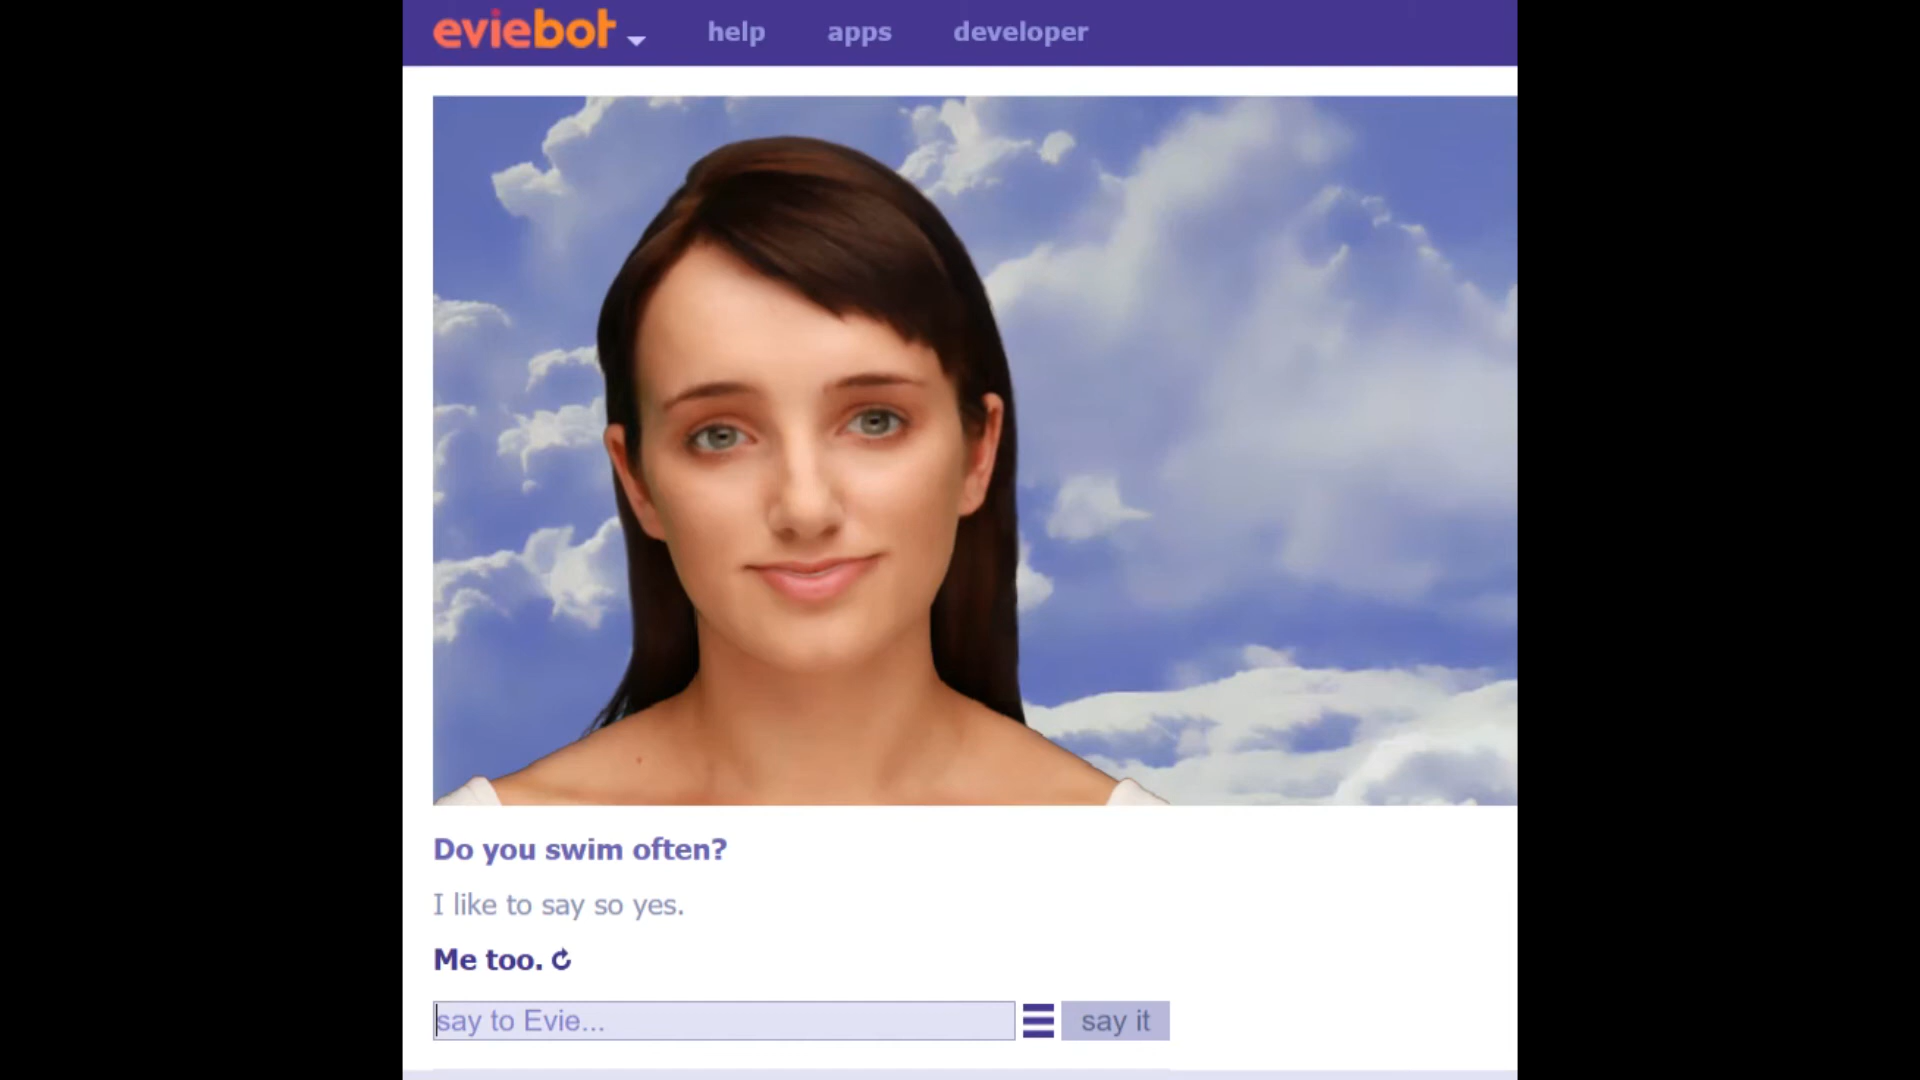 eviebot help apps developer
Do you swim often?
I like to say so yes.
Me too.
say to Evie... say it